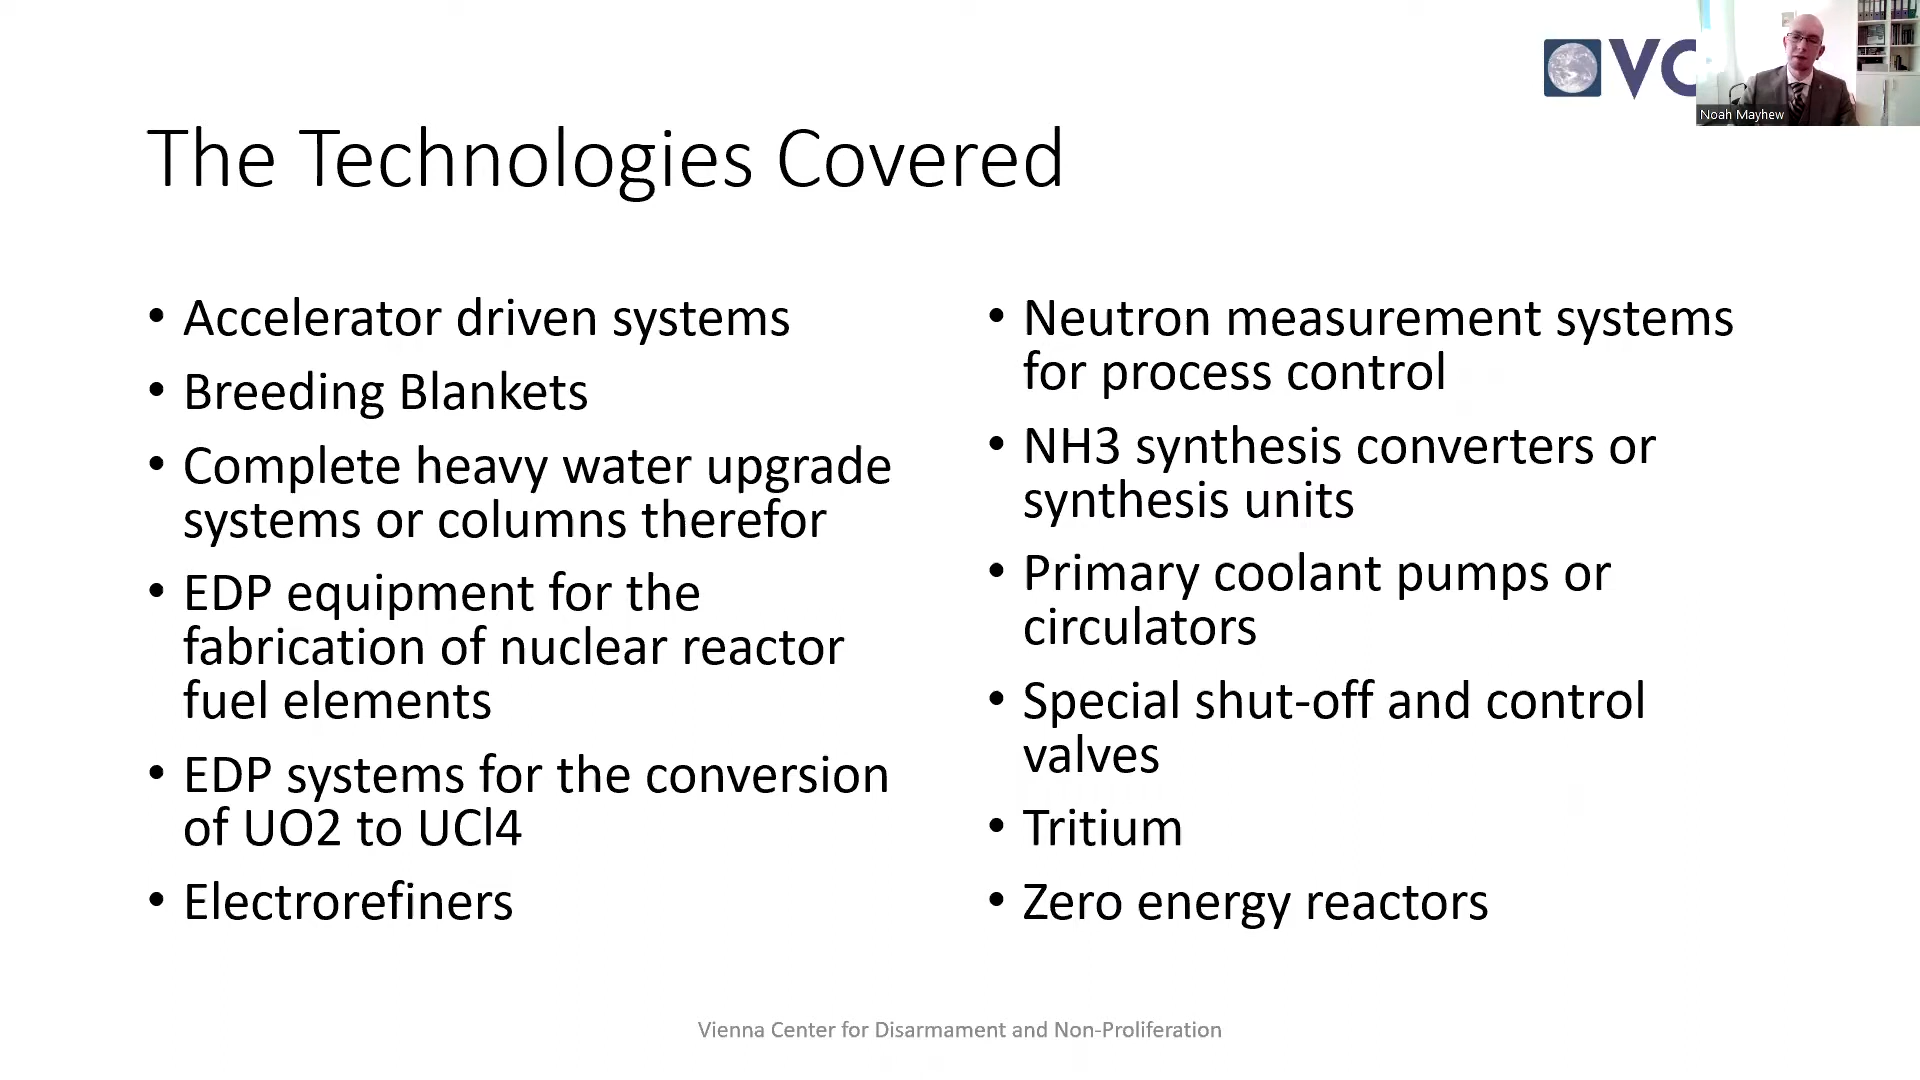 VC
Noah Mayhew
The Technologies Covered
• Accelerator driven systems
• Breeding Blankets
• Complete heavy water upgrade
systems or columns therefor
• EDP equipment for the
fabrication of nuclear reactor
fuel elements
• EDP systems for the conversion
of UO2 to UCl4
• Electrorefiners
• Neutron measurement systems
for process control
• NH3 synthesis converters or
synthesis units
• Primary coolant pumps or
circulators
• Special shut-off and control
valves
• Tritium
• Zero energy reactors
Vienna Center for Disarmament and Non-Proliferation